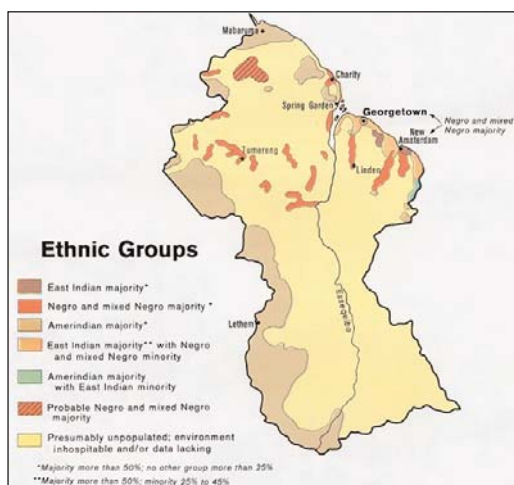 Mabaruma
Charity
Spring Garden
Georgetown
Negro and mixed
Negro majority
New
Amsterdam
Tumereng
Linden
Ethnic Groups
East Indian majority*
Negro and mixed Negro majority *
Amerindian majority*
East Indian majority** with Negro
and mixed Negro minority
Amerindian majority
with East Indian minority
Probable Negro and mixed Negro
majority
Presumably unpopulated; environment
inhospitable and/or data lacking
Lethem
Essequibo
*Majority more than 50%; no other group more than 25%
**Majority more than 50%; minority 25% to 45%